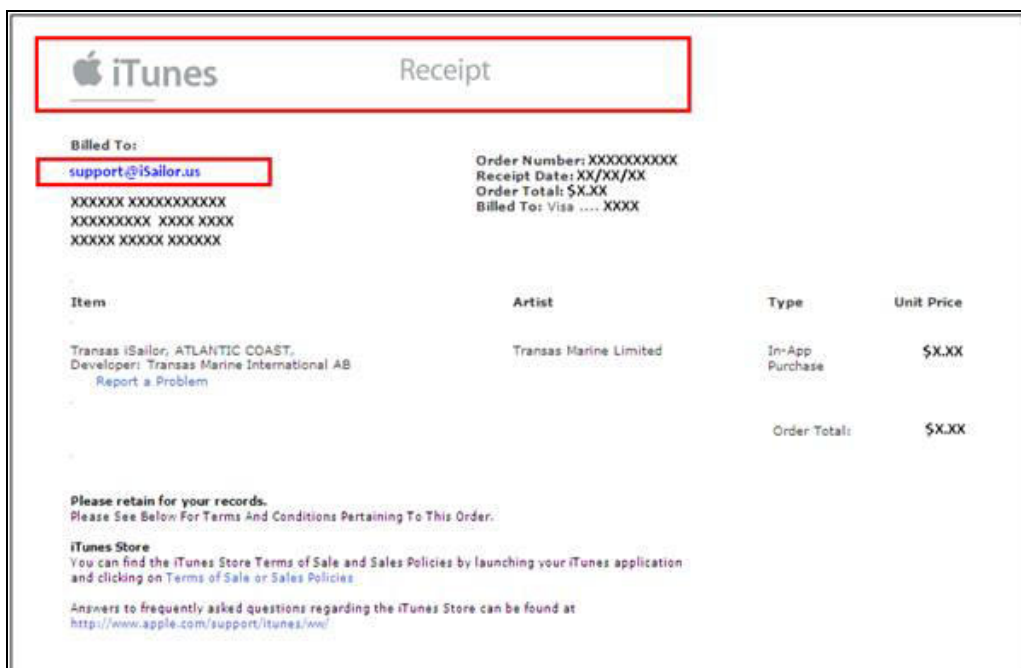 iTunes Receipt
Billed To:
support@iSailor.us
XXXXXX XXXXXXXXXXX
XXXXXXXXX XXXX XXXX
XXXXX XXXXX XXXXXX
Order Number: XXXXXXXXXX
Receipt Date: XX/XX/XX
Order Total: $X.XX
Billed To: Visa .... XXXX
Item Artist Type Unit Price
Transas iSailor, ATLANTIC COAST, Transas Marine Limited In-App $X.XX
Developer: Transas Marine International AB Purchase
Report a Problem
Order Total: $X.XX
Please retain for your records.
Please See Below For Terms And Conditions Pertaining To This Order.
iTunes Store
You can find the iTunes Store Terms of Sale and Sales Policies by launching your iTunes application
and clicking on Terms of Sale or Sales Policies
Answers to frequently asked questions regarding the iTunes Store can be found at
http://www.apple.com/support/itunes/ww/